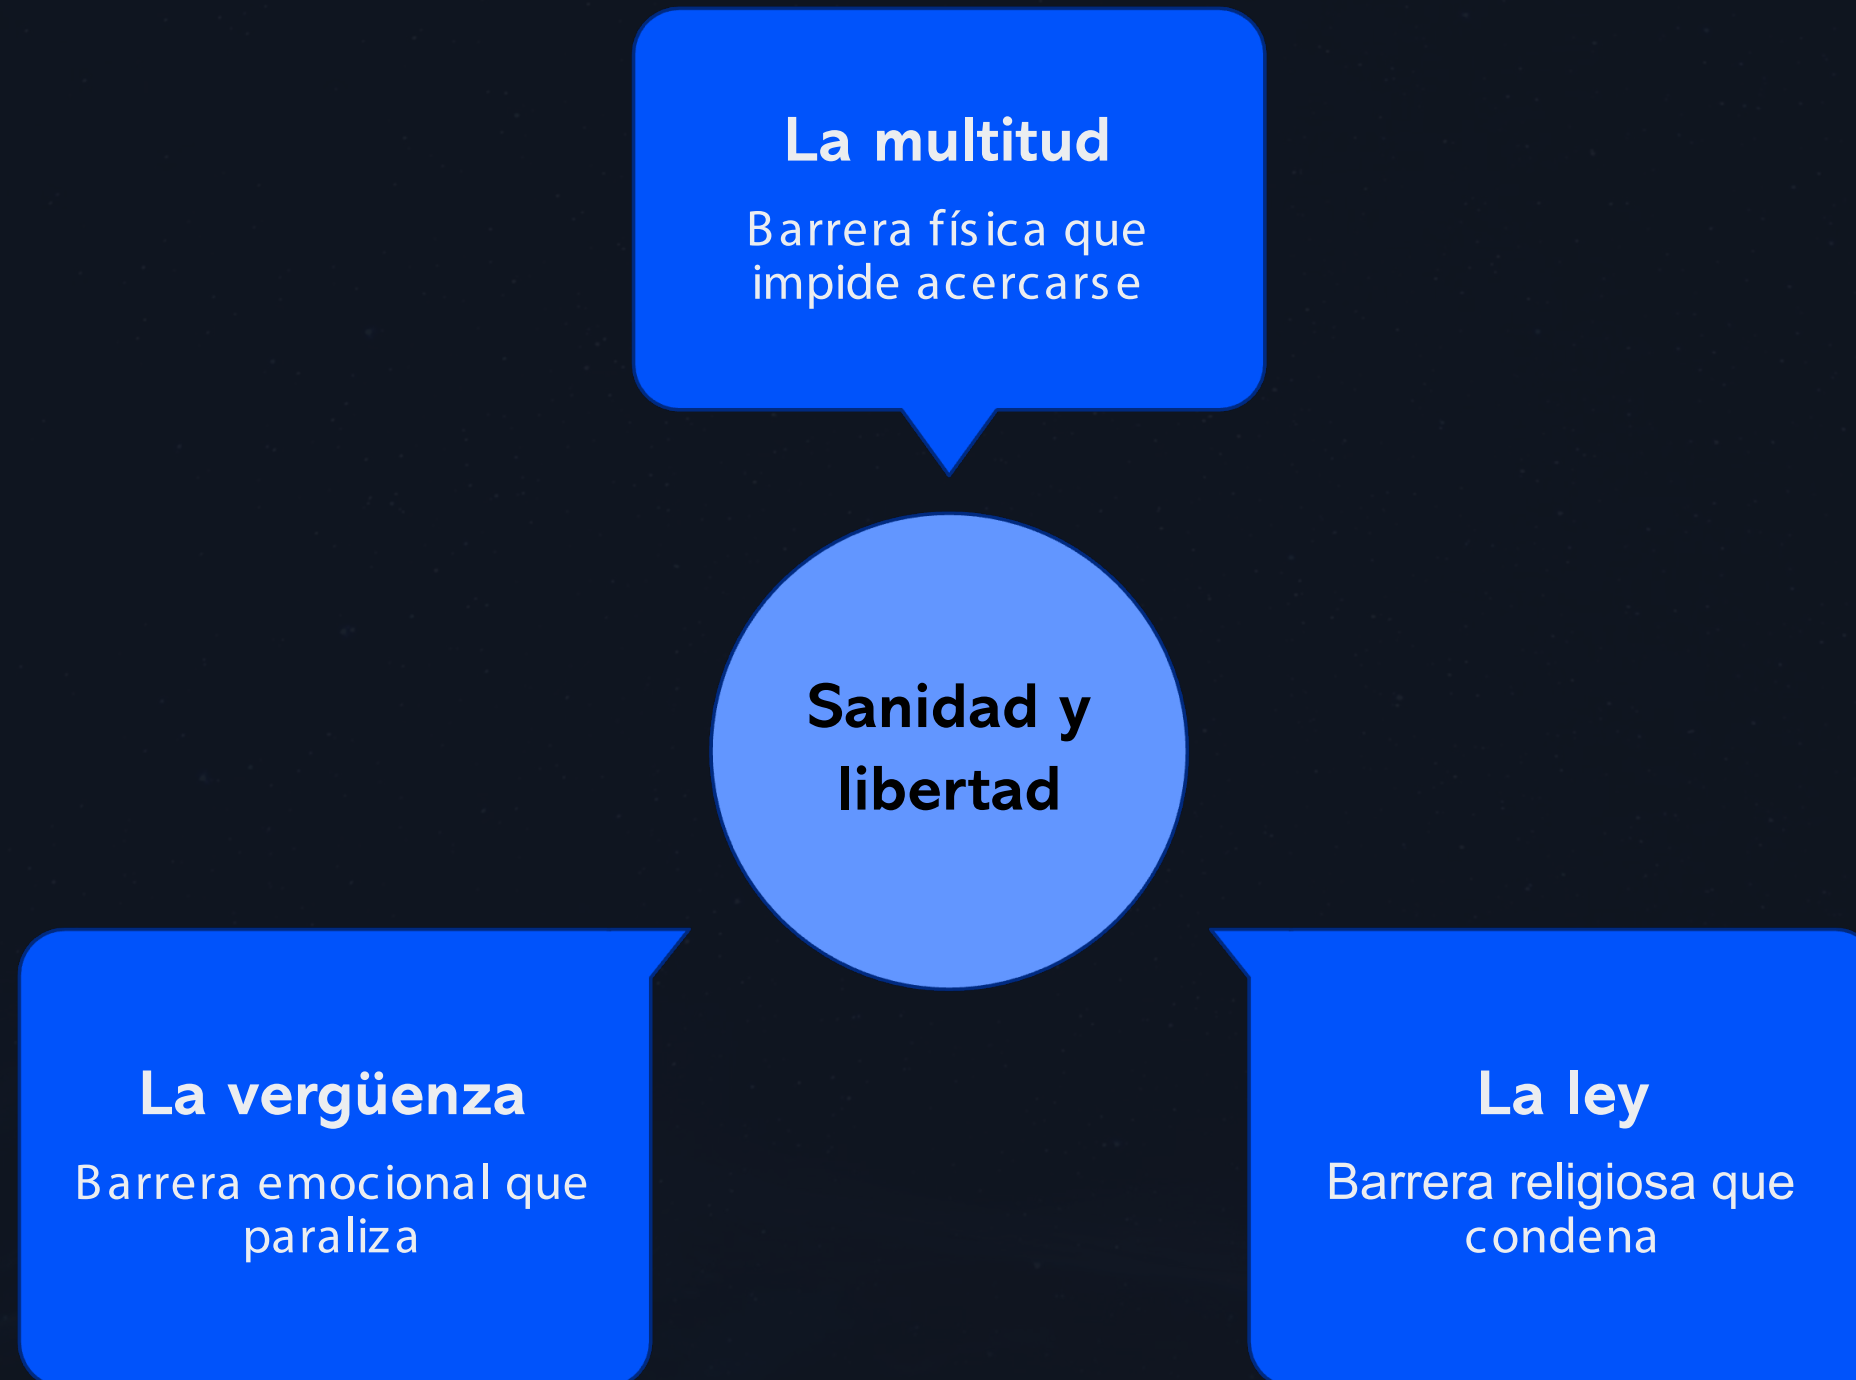 La multitud
Barrera física que
impide acercarse
Sanidad y
libertad
La vergüenza
Barrera emocional que
paraliza
La ley
Barrera religiosa que
condena